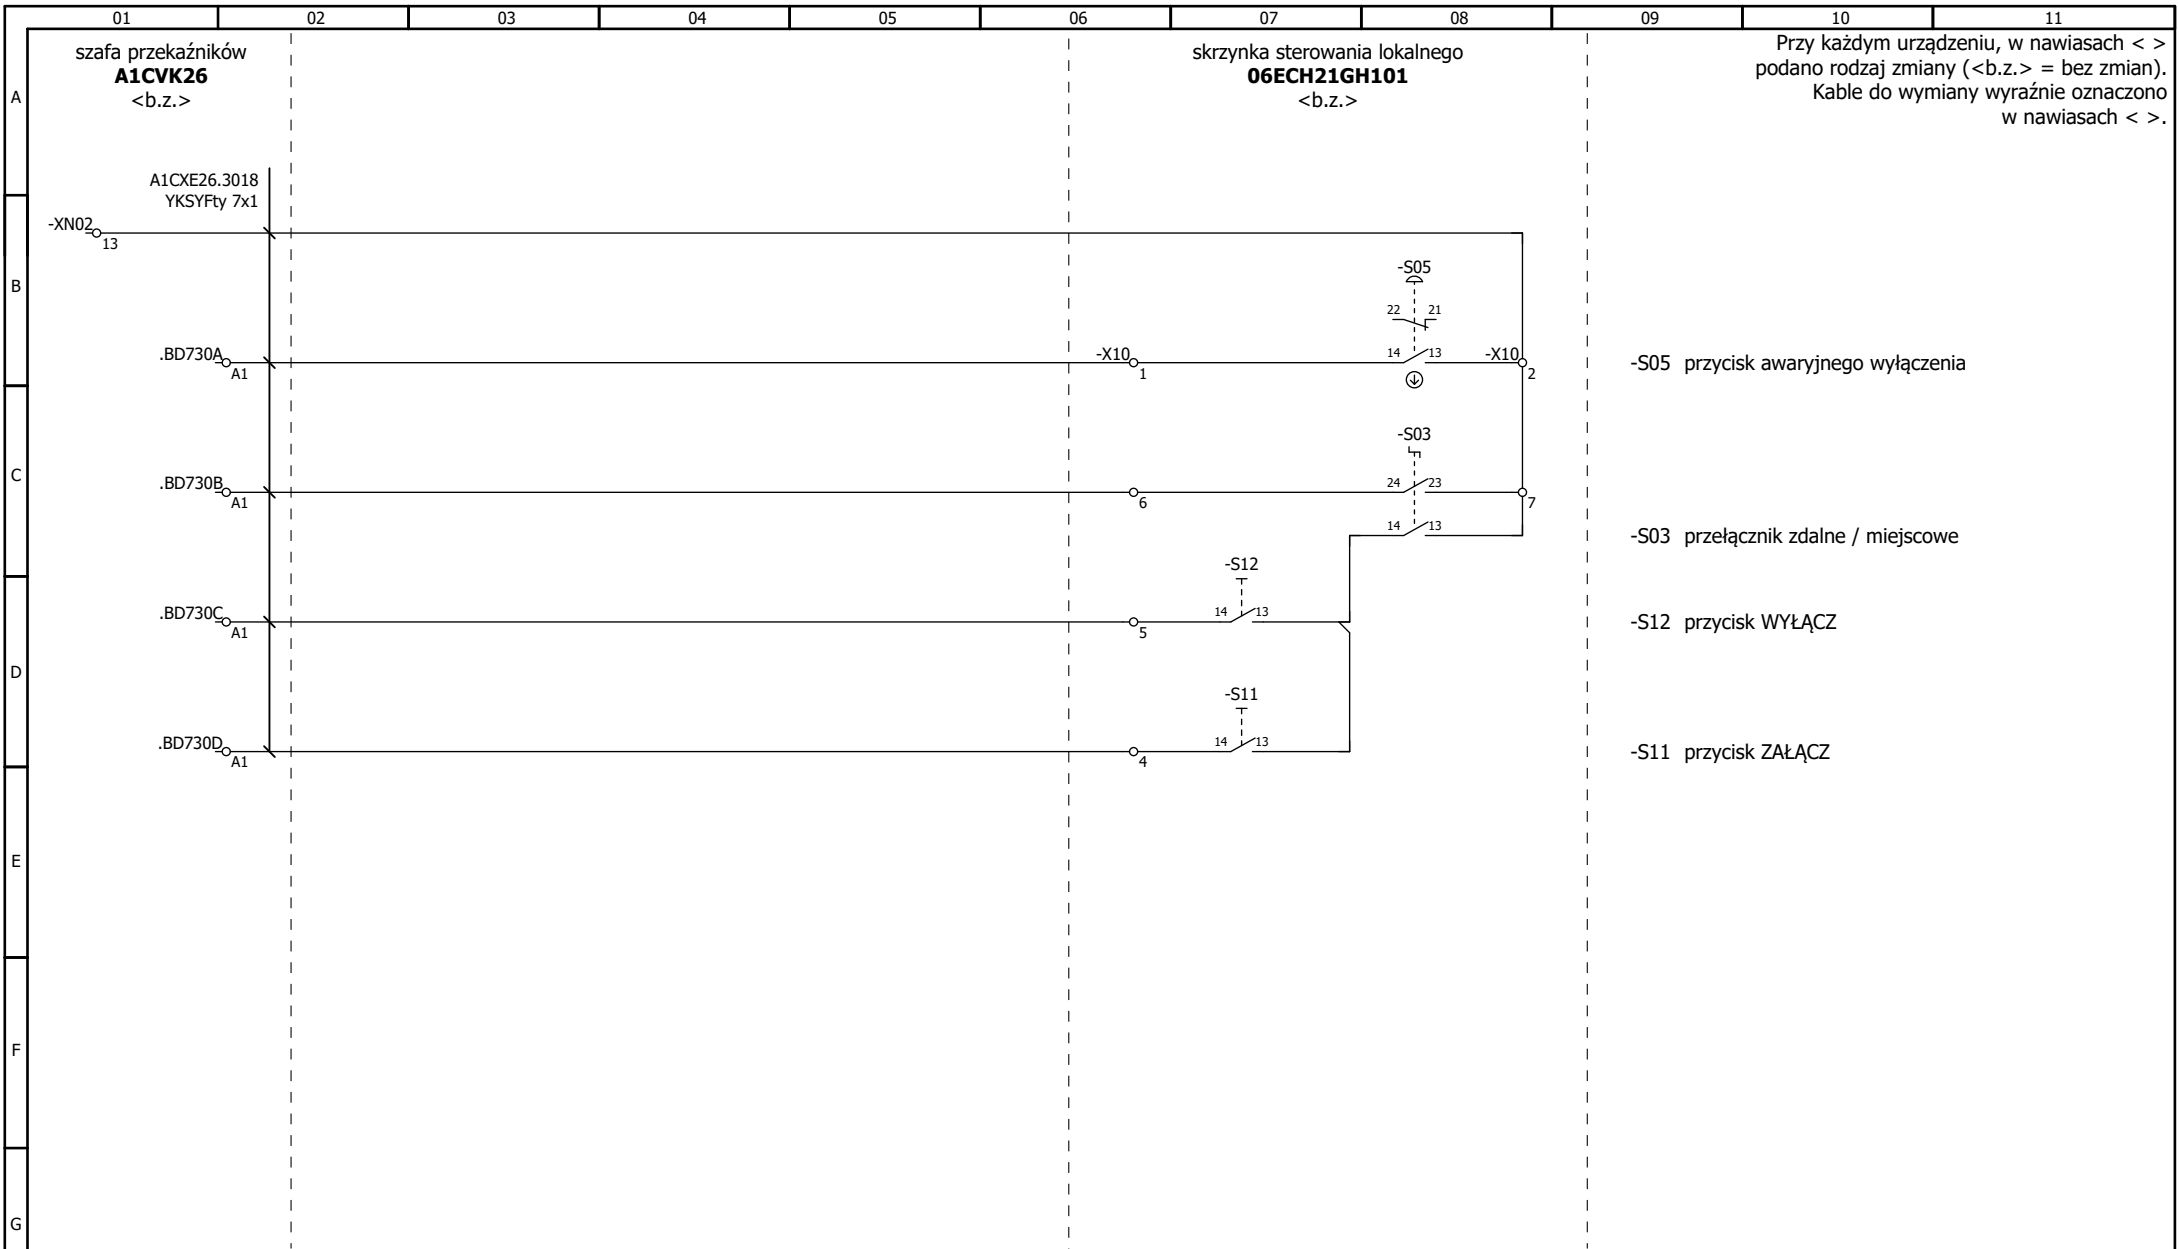 01 02 03 04 05 06 07 08 09 10 11
szafa przekaźników
A1CVK26
<b.z.>
skrzynka sterowania lokalnego
06ECH21GH101
<b.z.>
Przy każdym urządzeniu, w nawiasach < >
podano rodzaj zmiany (<b.z.> = bez zmian).
Kable do wymiany wyraźnie oznaczono
w nawiasach < >.
A
A1CXE26.3018
YKSYFty 7x1
-XN02
13
B
-S05
22 21
.BD730A
A1
-X10
1
14 13
-X10
2
-S05 przycisk awaryjnego wyłączenia
-S03
C
.BD730B
A1
6
24 23
7
14 13
-S03 przełącznik zdalne / miejscowe
-S12
.BD730C
A1
5
14 13
-S12 przycisk WYŁĄCZ
D
-S11
.BD730D
A1
4
14 13
-S11 przycisk ZAŁĄCZ
E
F
G